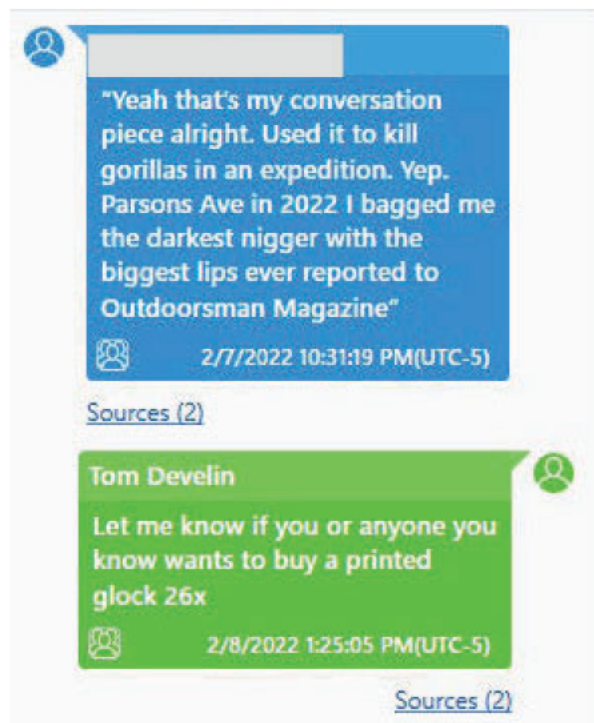 "Yeah that's my conversation
piece alright. Used it to kill
gorillas in an expedition. Yep.
Parsons Ave in 2022 I bagged me
the darkest nigger with the
biggest lips ever reported to
Outdoorsman Magazine"
2/7/2022 10:31:19 PM(UTC-5)
Sources (2)
Tom Develin
Let me know if you or anyone you
know wants to buy a printed
glock 26x
2/8/2022 1:25:05 PM(UTC-5)
Sources (2)